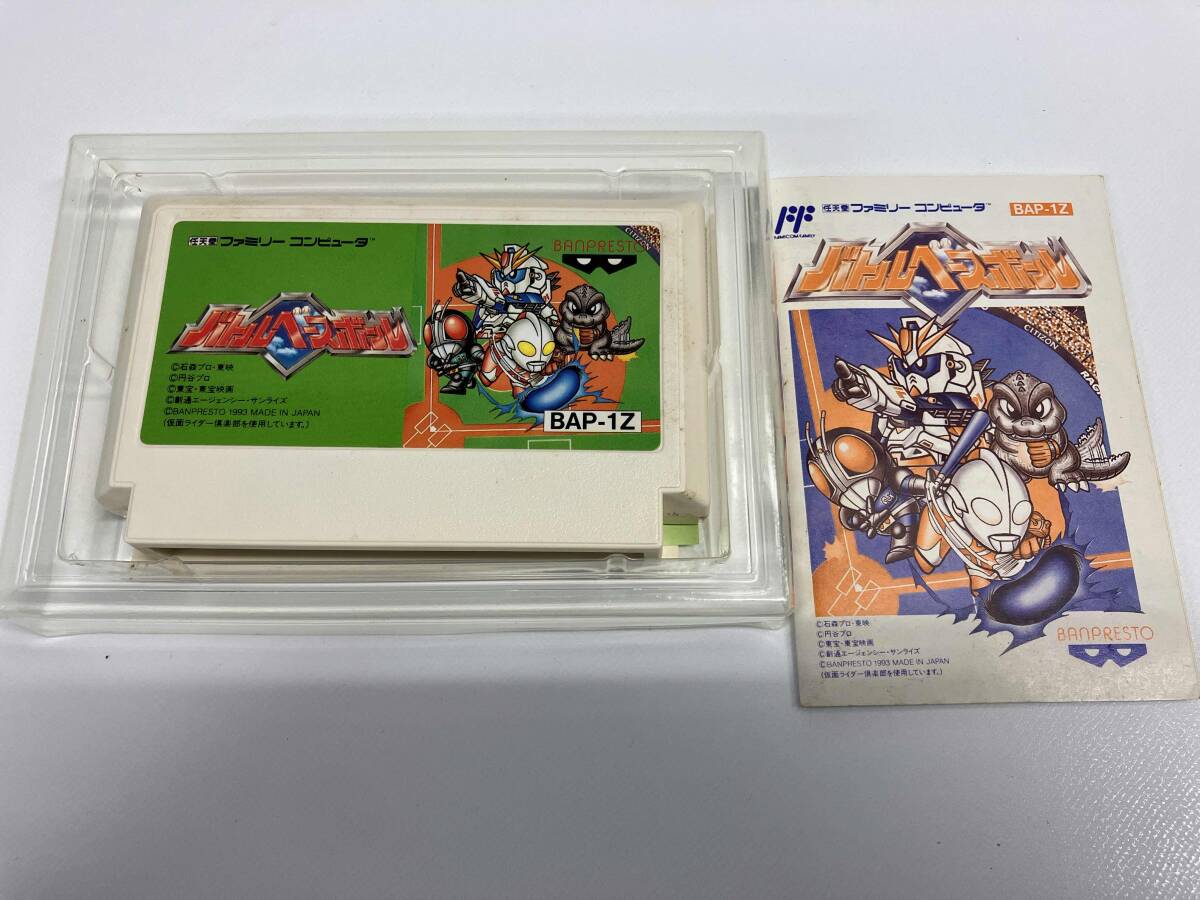 任天堂 ファミリー コンピュータ™
BANPRESTO
CITIZEN
バトルベースボール
©石森プロ・東映
©円谷プロ
©東宝・東宝映画
©創通エージェンシー・サンライズ
©BANPRESTO 1993 MADE IN JAPAN
(仮面ライダー倶楽部を使用しています。)
BAP-1Z
FF
FAMICOM FAMILY
任天堂 ファミリー コンピュータ™
BAP-1Z
バトルベースボール
CITIZON
©石森プロ・東映
©円谷プロ
©東宝・東宝映画
©創通エージェンシー・サンライズ
©BANPRESTO 1993 MADE IN JAPAN
(仮面ライダー倶楽部を使用しています。)
BANPRESTO